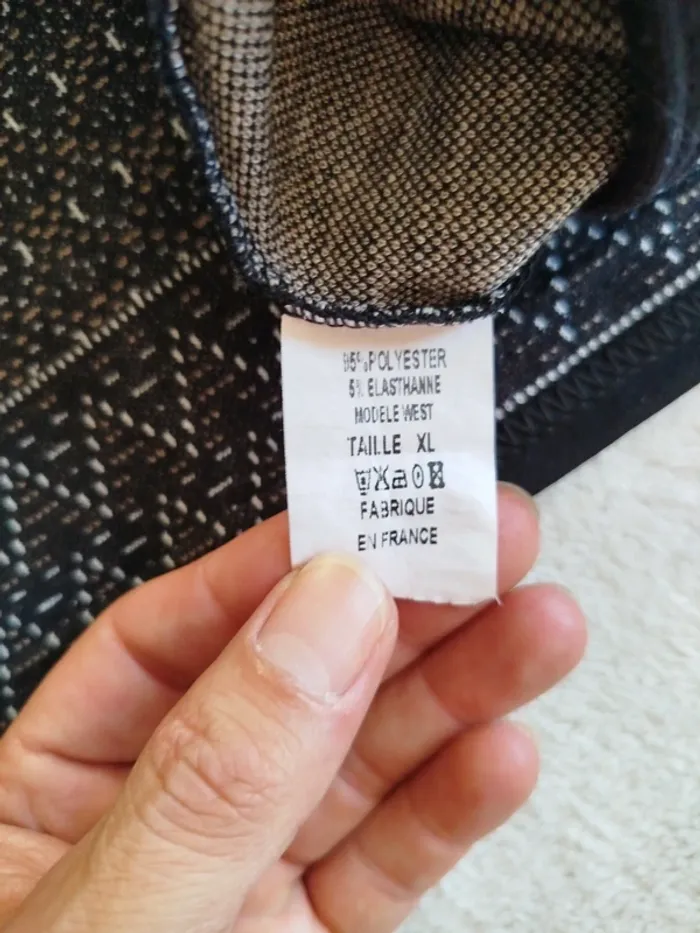 95% POLYESTER
5% ELASTHANNE
MODELE WEST
TAILLE XL
FABRIQUE
EN FRANCE